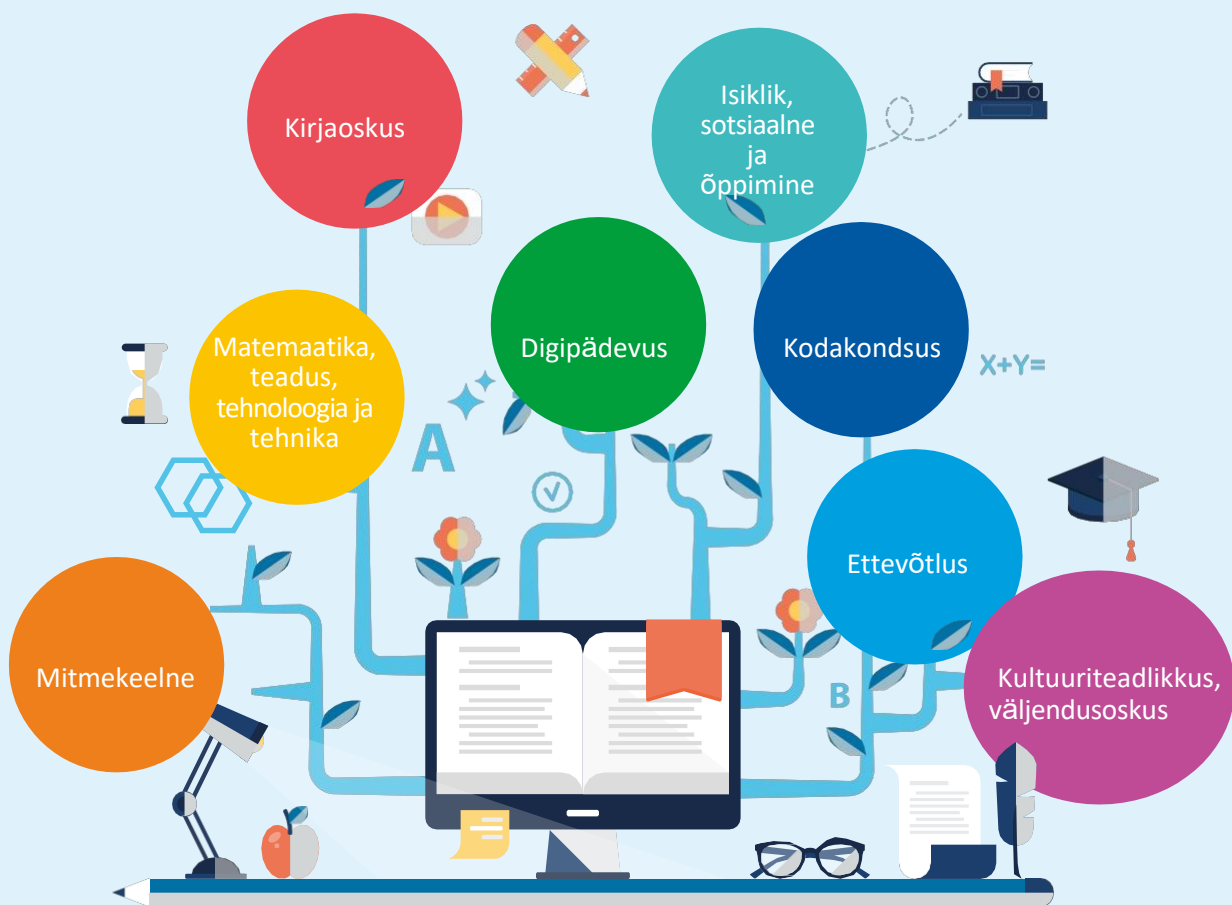 Kirjaoskus
Isiklik,
sotsiaalne
ja
õppimine
Matemaatika,
teadus,
tehnoloogia ja
tehnika
Digipädevus
Kodakondsus
X+Y=
A
Ettevõtlus
Mitmekeelne
B
Kultuuriteadlikkus,
väljendusoskus